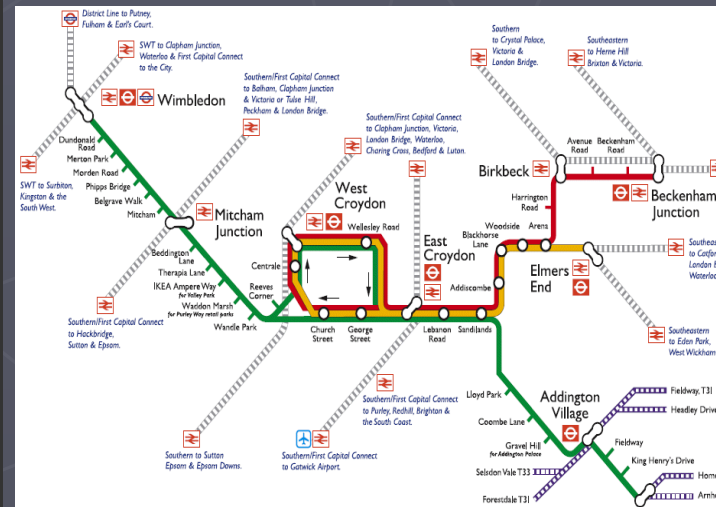 District Line to Putney,
Fulham & Earl's Court.
SWT to Clapham Junction,
Waterloo & First Capital Connect
to the City.
Wimbledon
Dundonald
Road
Merton Park
Morden Road
Phipps Bridge
Belgrave Walk
Mitcham
SWT to Surbiton,
Kingston & the
South West.
Southern/First Capital Connect
to Balham, Clapham Junction
& Victoria or Tulse Hill,
Peckham & London Bridge.
Mitcham
Junction
Beddington
Lane
Therapia Lane
IKEA Ampere Way
for Valley Park
Waddon Marsh
for Purley Way retail parks
Wandle Park
Reeves
Corner
Southern/First Capital Connect
to Hackbridge,
Sutton & Epsom.
Southern/First Capital Connect
to Clapham Junction, Victoria,
London Bridge, Waterloo,
Charing Cross, Bedford & Luton.
West
Croydon
Wellesley Road
Centrale
Church
Street
George
Street
East
Croydon
Lebanon
Road
Sandilands
Addiscombe
Blackhorse
Lane
Woodside
Arena
Harrington
Road
Birkbeck
Avenue
Road
Beckenham
Road
Beckenham
Junction
Elmers
End
Southern
to Crystal Palace,
Victoria &
London Bridge.
Southeastern
to Herne Hill
Brixton & Victoria.
Southeas
to Catfor
London B
Waterloo
Southeastern
to Eden Park,
West Wickham
Southern to Sutton
Epsom & Epsom Downs.
Southern/First Capital Connect
to Gatwick Airport.
Southern/First Capital Connect
to Purley, Redhill, Brighton &
the South Coast.
Lloyd Park
Coombe Lane
Gravel Hill
for Addington Palace
Addington
Village
Selsdon Vale T33
Forestdale T31
Fieldway, T31
Headley Drive
Fieldway
King Henry's Drive
Hom
Arnh